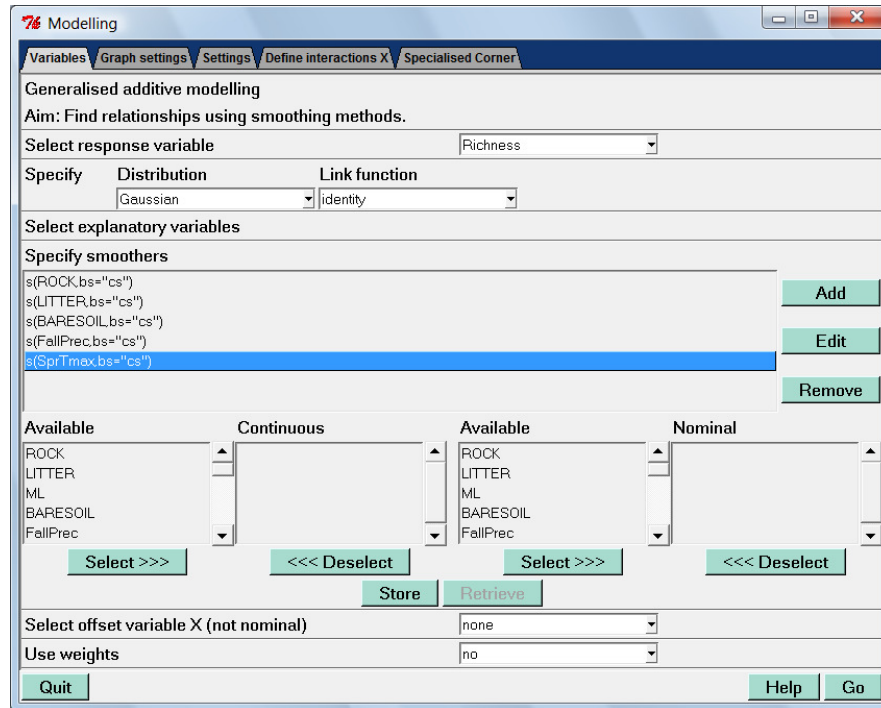 Modelling
Variables Graph settings Settings Define interactions X Specialised Corner
Generalised additive modelling
Aim: Find relationships using smoothing methods.
Select response variable Richness
Specify Distribution Link function
Gaussian identity
Select explanatory variables
Specify smoothers
s(ROCK,bs="cs")
s(LITTER,bs="cs")
s(BARESOIL,bs="cs")
s(FallPrec,bs="cs")
s(SprTmax,bs="cs")
Add
Edit
Remove
Available Continuous Available Nominal
ROCK ROCK
LITTER LITTER
ML ML
BARESOIL BARESOIL
FallPrec FallPrec
Select >>> <<< Deselect Select >>> <<< Deselect
Store Retrieve
Select offset variable X (not nominal) none
Use weights no
Quit Help Go